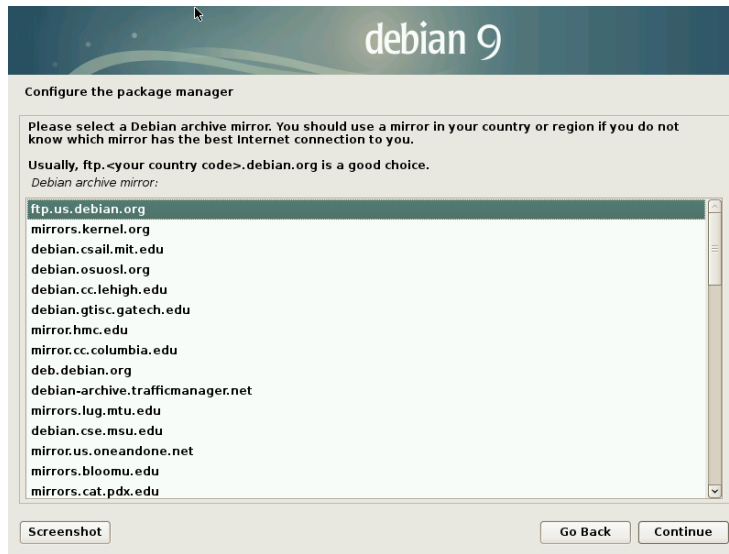 debian 9
Configure the package manager
Please select a Debian archive mirror. You should use a mirror in your country or region if you do not
know which mirror has the best Internet connection to you.
Usually, ftp.<your country code>.debian.org is a good choice.
Debian archive mirror:
ftp.us.debian.org
mirrors.kernel.org
debian.csail.mit.edu
debian.osuosl.org
debian.cc.lehigh.edu
debian.gtisc.gatech.edu
mirror.hmc.edu
mirror.cc.columbia.edu
deb.debian.org
debian-archive.trafficmanager.net
mirrors.lug.mtu.edu
debian.cse.msu.edu
mirror.us.oneandone.net
mirrors.bloomu.edu
mirrors.cat.pdx.edu
Screenshot
Go Back
Continue